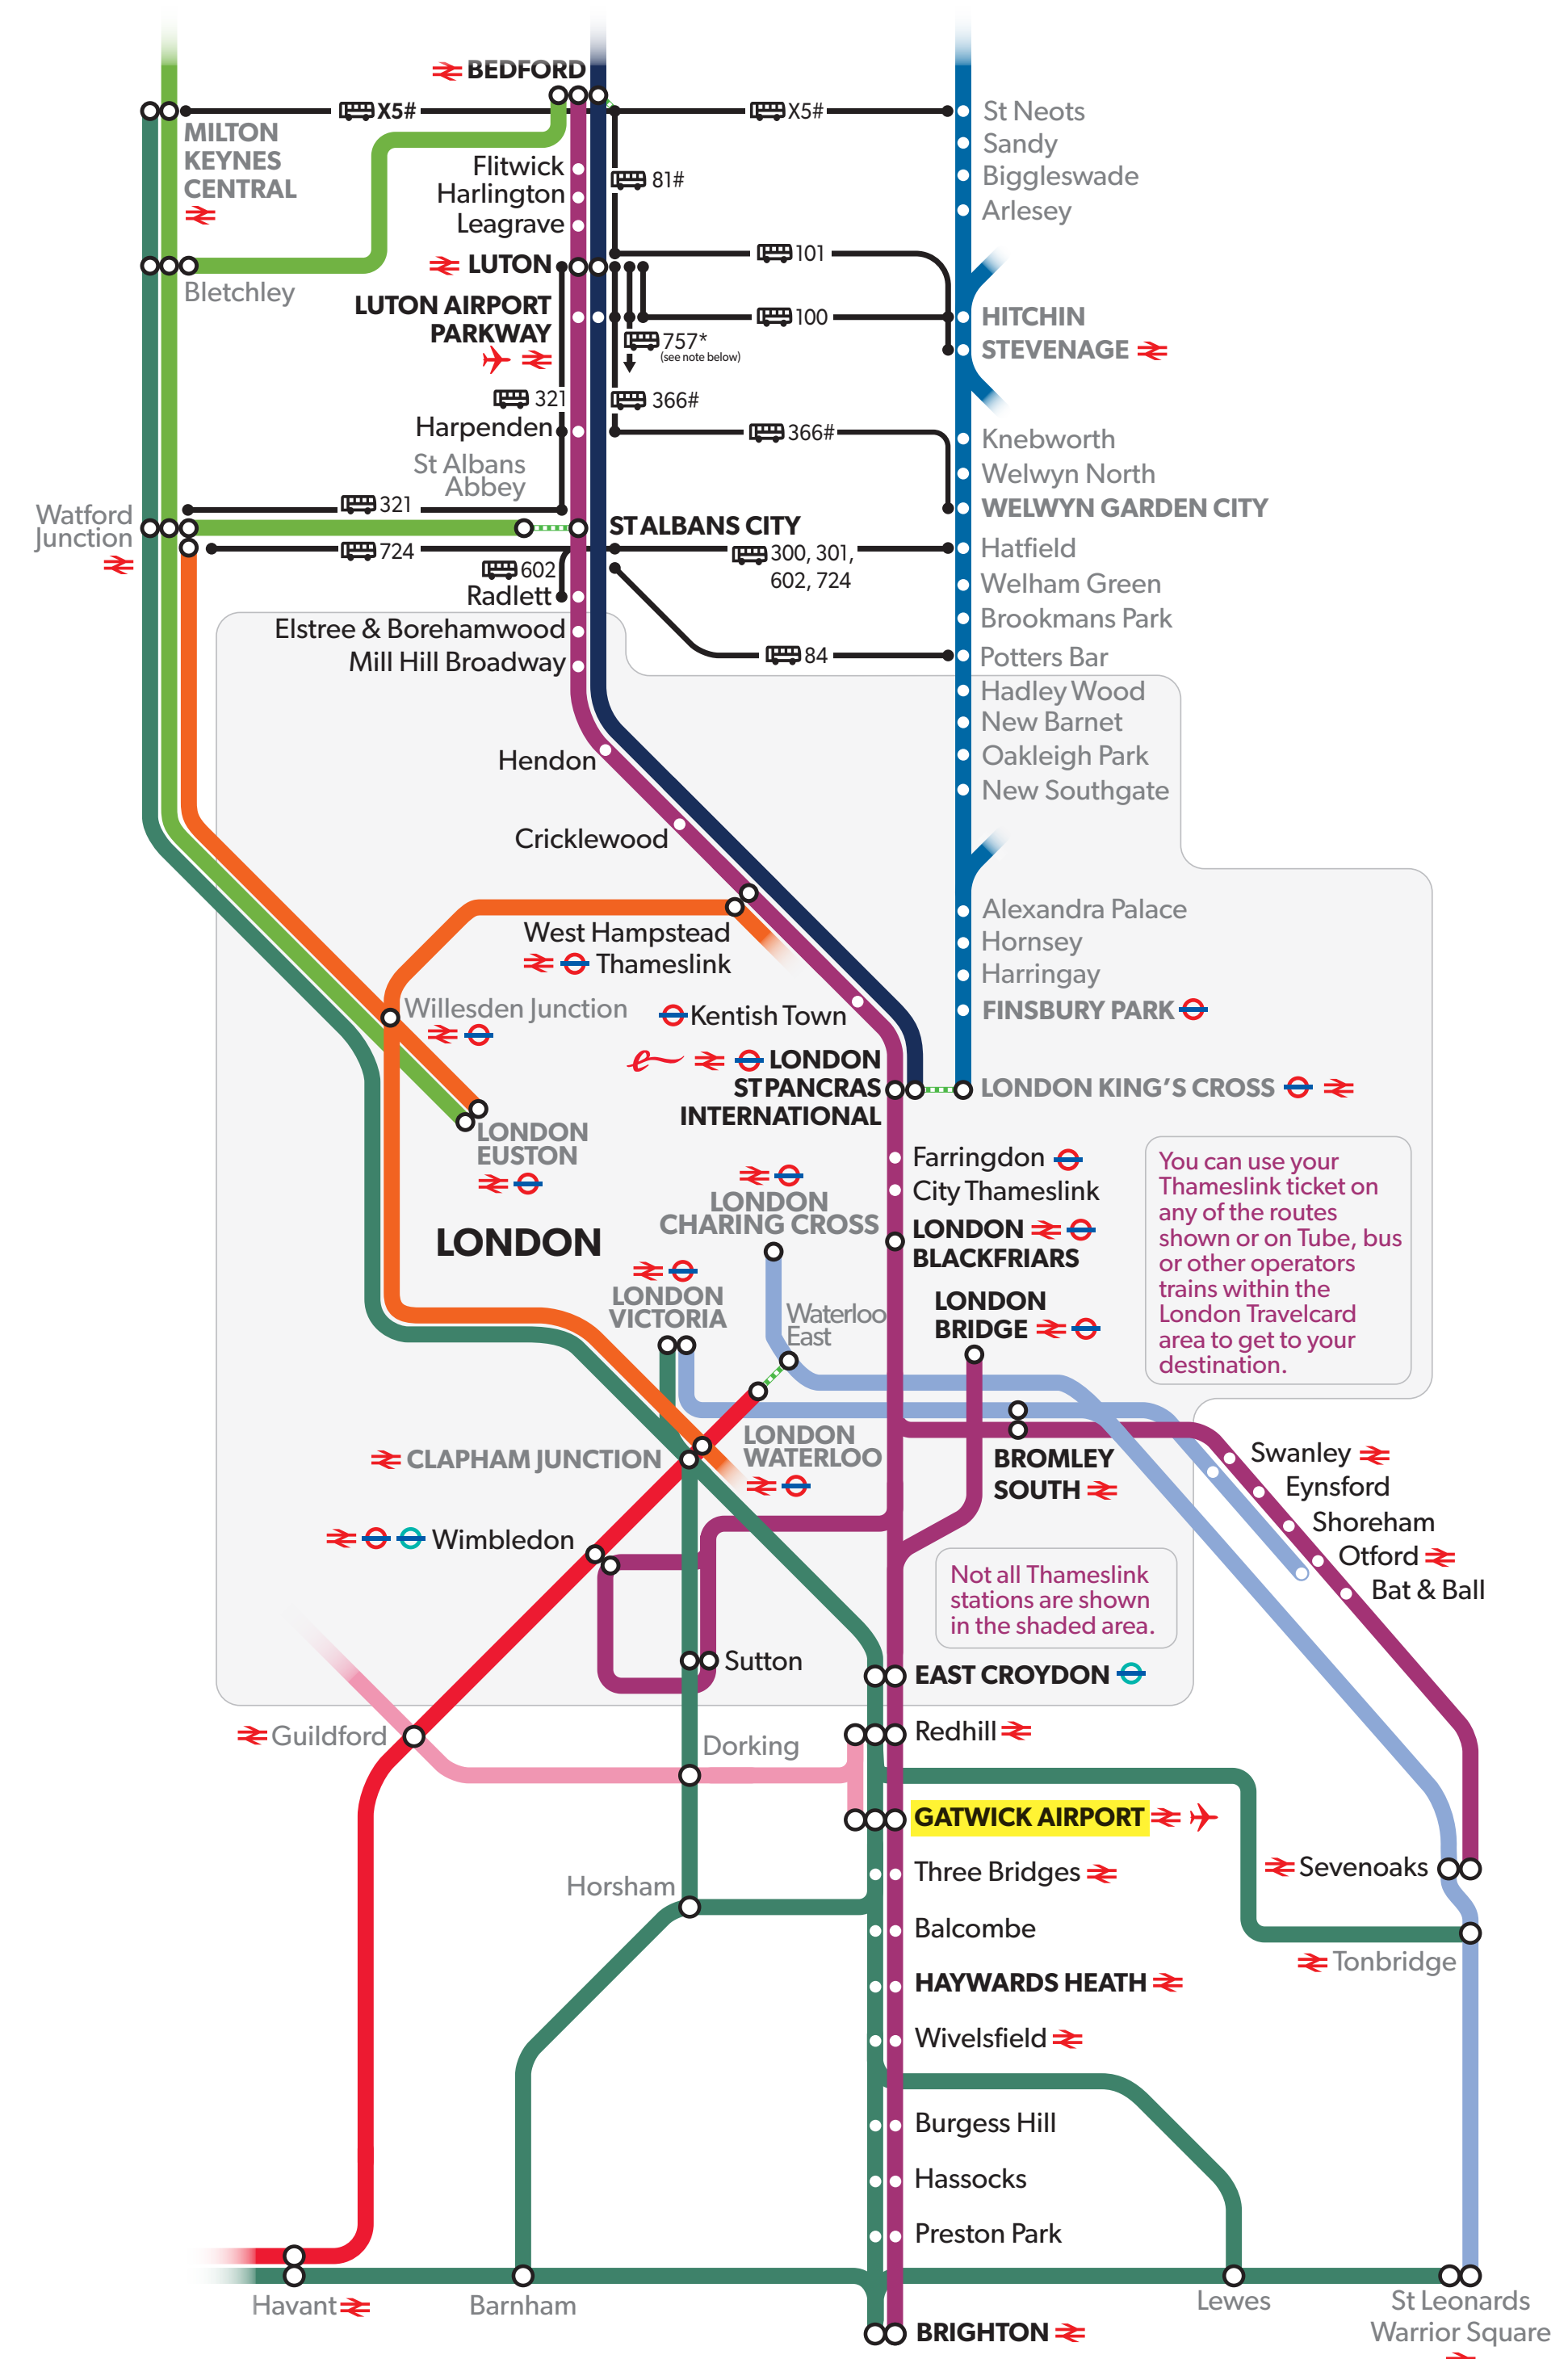 BEDFORD
X5#
X5#
St Neots
MILTON
KEYNES
CENTRAL
Sandy
Flitwick
81#
Biggleswade
Harlington
Arlesey
Leagrave
101
LUTON
Bletchley
LUTON AIRPORT
PARKWAY
100
HITCHIN
757*
(see note below)
STEVENAGE
321
366#
Harpenden
366#
Knebworth
St Albans
Abbey
Welwyn North
321
WELWYN GARDEN CITY
Watford
Junction
ST ALBANS CITY
Hatfield
724
300, 301,
602, 724
602
Welham Green
Radlett
Brookmans Park
Elstree & Borehamwood
84
Potters Bar
Mill Hill Broadway
Hadley Wood
New Barnet
Hendon
Oakleigh Park
New Southgate
Cricklewood
Alexandra Palace
West Hampstead
Thameslink
Hornsey
Harringay
Willesden Junction
Kentish Town
FINSBURY PARK
LONDON
ST PANCRAS
INTERNATIONAL
LONDON KING’S CROSS
LONDON
EUSTON
Farringdon
City Thameslink
You can use your
Thameslink ticket on
any of the routes
shown or on Tube, bus
or other operators
trains within the
London Travelcard
area to get to your
destination.
LONDON
CHARING CROSS
LONDON
LONDON
BLACKFRIARS
LONDON
VICTORIA
Waterloo
East
LONDON
BRIDGE
CLAPHAM JUNCTION
LONDON
WATERLOO
BROMLEY
SOUTH
Swanley
Eynsford
Shoreham
Wimbledon
Otford
Not all Thameslink
stations are shown
in the shaded area.
Bat & Ball
Sutton
EAST CROYDON
Guildford
Dorking
Redhill
GATWICK AIRPORT
Three Bridges
Sevenoaks
Horsham
Balcombe
Tonbridge
HAYWARDS HEATH
Wivelsfield
Burgess Hill
Hassocks
Preston Park
Havant
Barnham
Lewes
St Leonards
Warrior Square
BRIGHTON